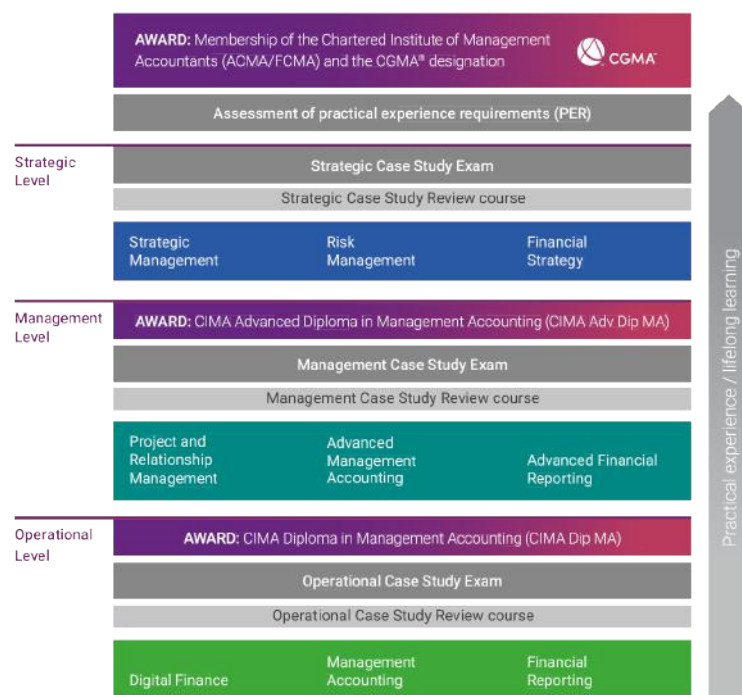 AWARD: Membership of the Chartered Institute of Management
Accountants (ACMA/FCMA) and the CGMA® designation
CGMA™
Assessment of practical experience requirements (PER)
Strategic
Level
Strategic Case Study Exam
Strategic Case Study Review course
Strategic
Management
Risk
Management
Financial
Strategy
Management
Level
AWARD: CIMA Advanced Diploma in Management Accounting (CIMA Adv Dip MA)
Management Case Study Exam
Management Case Study Review course
Project and
Relationship
Management
Advanced
Management
Accounting
Advanced Financial
Reporting
Operational
Level
AWARD: CIMA Diploma in Management Accounting (CIMA Dip MA)
Operational Case Study Exam
Operational Case Study Review course
Digital Finance
Management
Accounting
Financial
Reporting
Practical experience / lifelong learning